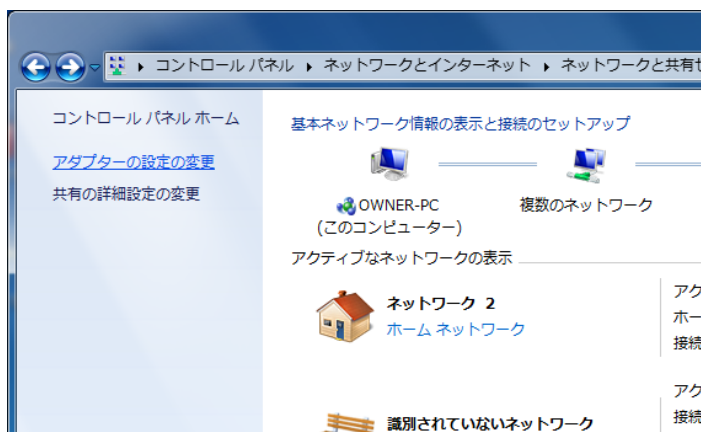 コントロール パネル ▸ ネットワークとインターネット ▸ ネットワークと共有
コントロール パネル ホーム
アダプターの設定の変更
共有の詳細設定の変更
基本ネットワーク情報の表示と接続のセットアップ
OWNER-PC
(このコンピューター)
複数のネットワーク
アクティブなネットワークの表示
ネットワーク 2
ホーム ネットワーク
アク
ホー
接続
識別されていないネットワーク
アク
接続